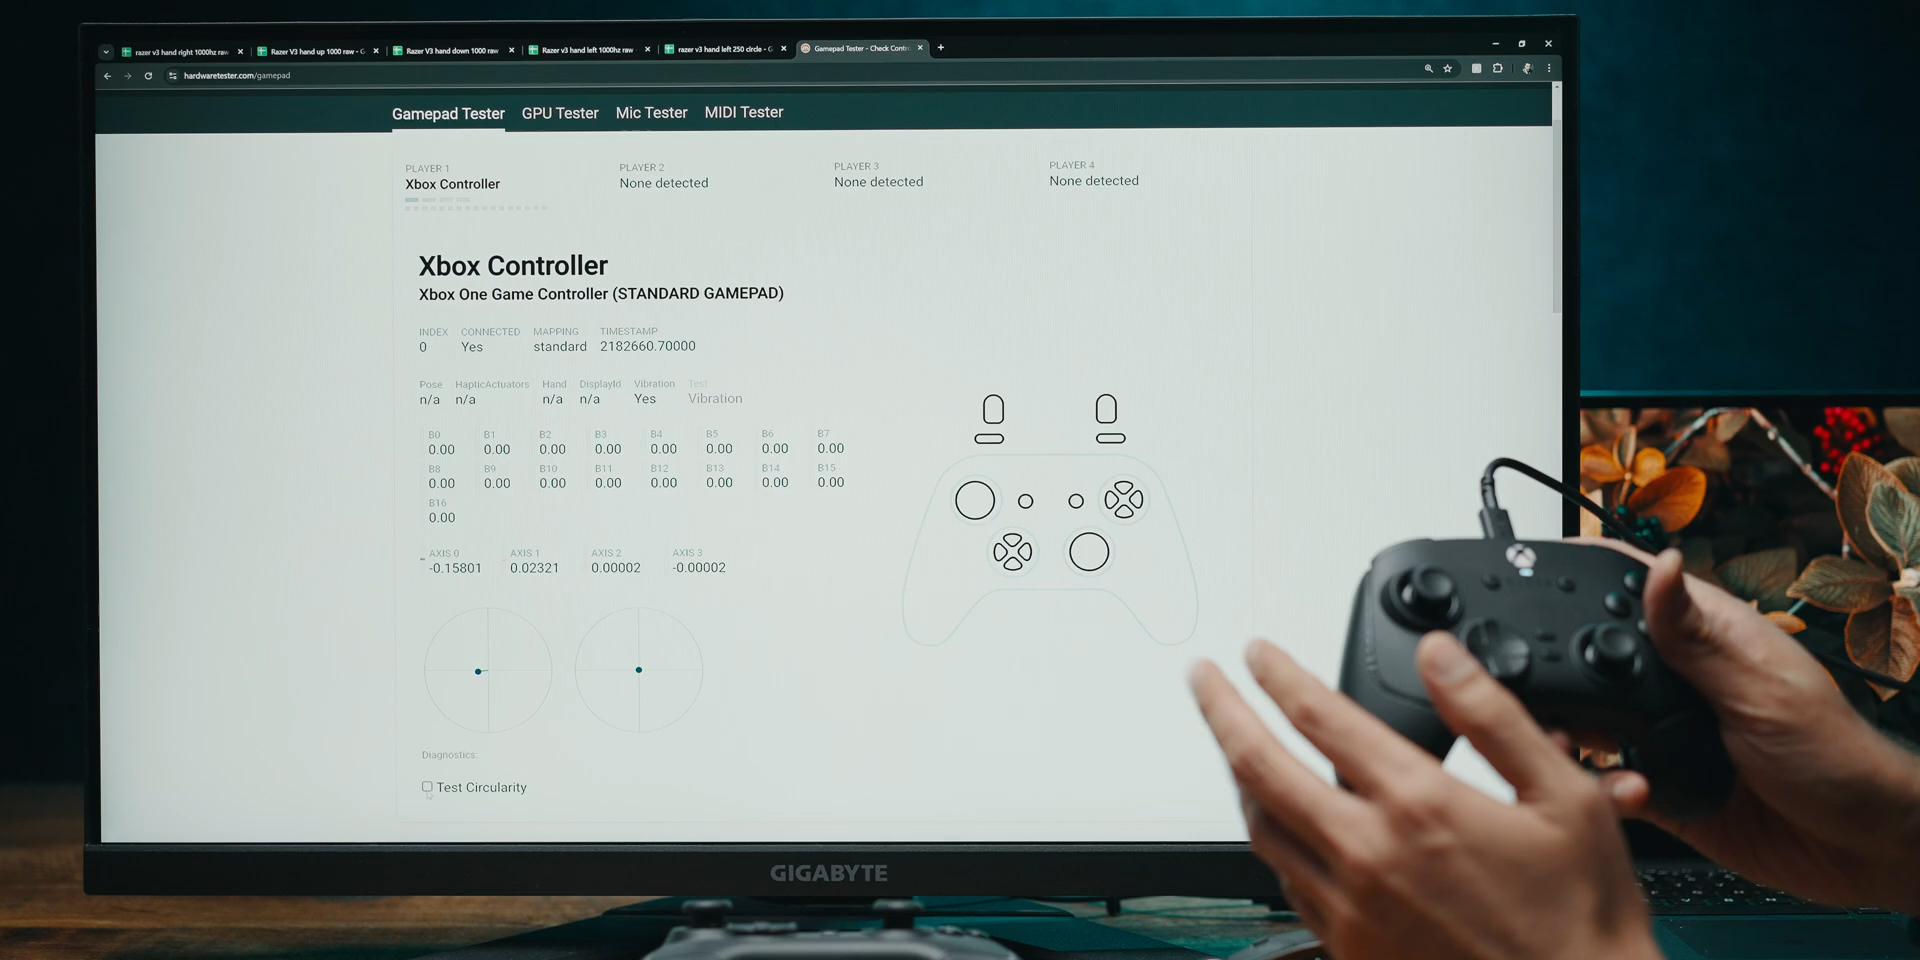 razer v3 hand right 1000hz raw
Razer V3 hand up 1000 raw - G
Razer V3 hand down 1000 raw
Razer v3 hand left 1000hz raw
razer v3 hand left 250 circle - G
Gamepad Tester - Check Contro
hardwaretester.com/gamepad
Gamepad Tester GPU Tester Mic Tester MIDI Tester
PLAYER 1 PLAYER 2 PLAYER 3 PLAYER 4
Xbox Controller None detected None detected None detected
Xbox Controller
Xbox One Game Controller (STANDARD GAMEPAD)
INDEX CONNECTED MAPPING TIMESTAMP
0 Yes standard 2182660.70000
Pose HapticActuators Hand DisplayId Vibration Test
n/a n/a n/a n/a Yes Vibration
B0 B1 B2 B3 B4 B5 B6 B7
0.00 0.00 0.00 0.00 0.00 0.00 0.00 0.00
B8 B9 B10 B11 B12 B13 B14 B15
0.00 0.00 0.00 0.00 0.00 0.00 0.00 0.00
B16
0.00
AXIS 0 AXIS 1 AXIS 2 AXIS 3
-0.15801 0.02321 0.00002 -0.00002
Diagnostics:
Test Circularity
GIGABYTE